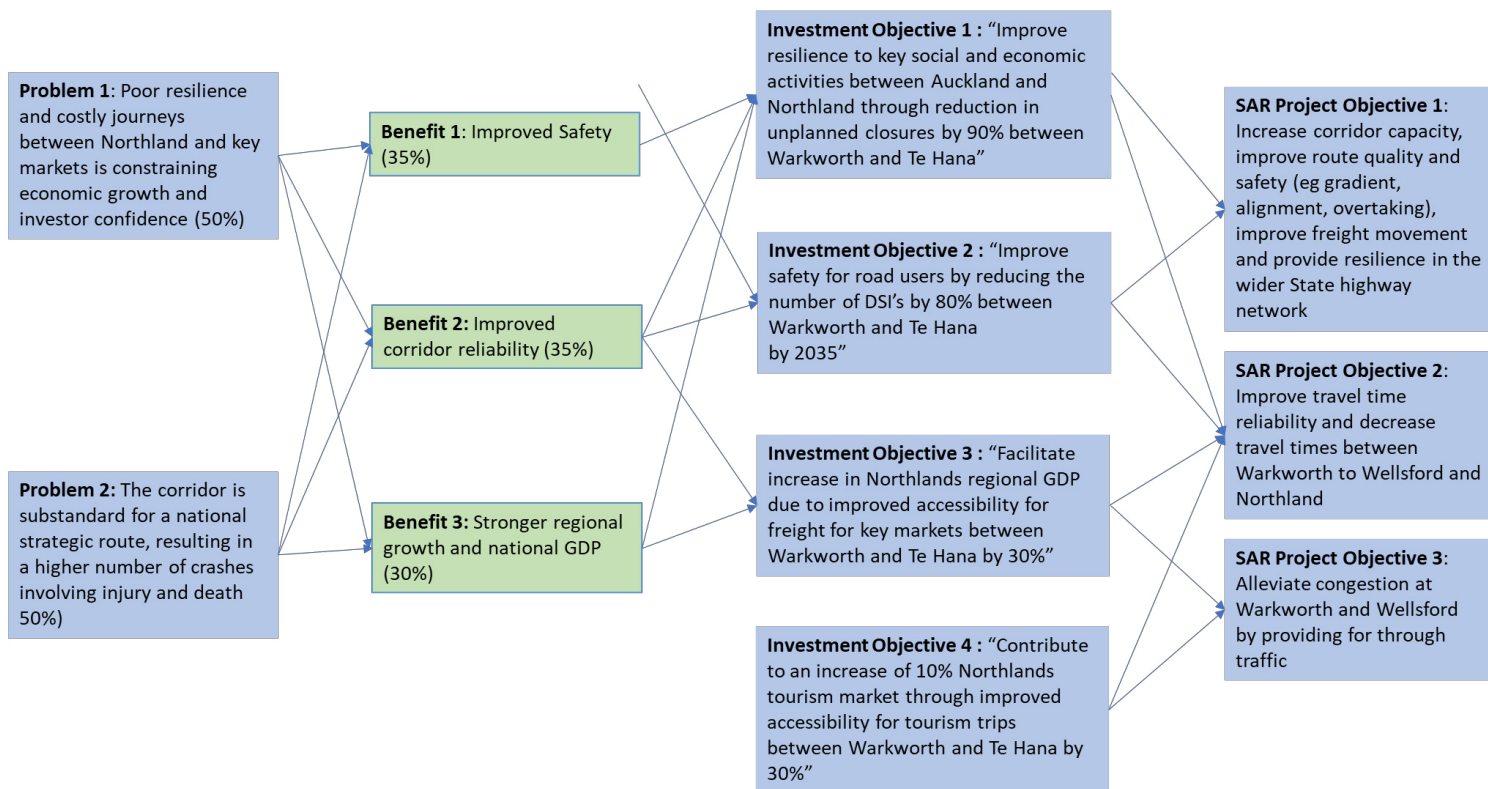 Problem 1: Poor resilience
and costly journeys
between Northland and key
markets is constraining
economic growth and
investor confidence (50%)
Problem 2: The corridor is
substandard for a national
strategic route, resulting in
a higher number of crashes
involving injury and death
50%)
Benefit 1: Improved Safety
(35%)
Benefit 2: Improved
corridor reliability (35%)
Benefit 3: Stronger regional
growth and national GDP
(30%)
Investment Objective 1 : “Improve
resilience to key social and economic
activities between Auckland and
Northland through reduction in
unplanned closures by 90% between
Warkworth and Te Hana”
Investment Objective 2 : “Improve
safety for road users by reducing the
number of DSI’s by 80% between
Warkworth and Te Hana
by 2035”
Investment Objective 3 : “Facilitate
increase in Northlands regional GDP
due to improved accessibility for
freight for key markets between
Warkworth and Te Hana by 30%”
Investment Objective 4 : “Contribute
to an increase of 10% Northlands
tourism market through improved
accessibility for tourism trips
between Warkworth and Te Hana by
30%”
SAR Project Objective 1:
Increase corridor capacity,
improve route quality and
safety (eg gradient,
alignment, overtaking),
improve freight movement
and provide resilience in the
wider State highway
network
SAR Project Objective 2:
Improve travel time
reliability and decrease
travel times between
Warkworth to Wellsford and
Northland
SAR Project Objective 3:
Alleviate congestion at
Warkworth and Wellsford
by providing for through
traffic